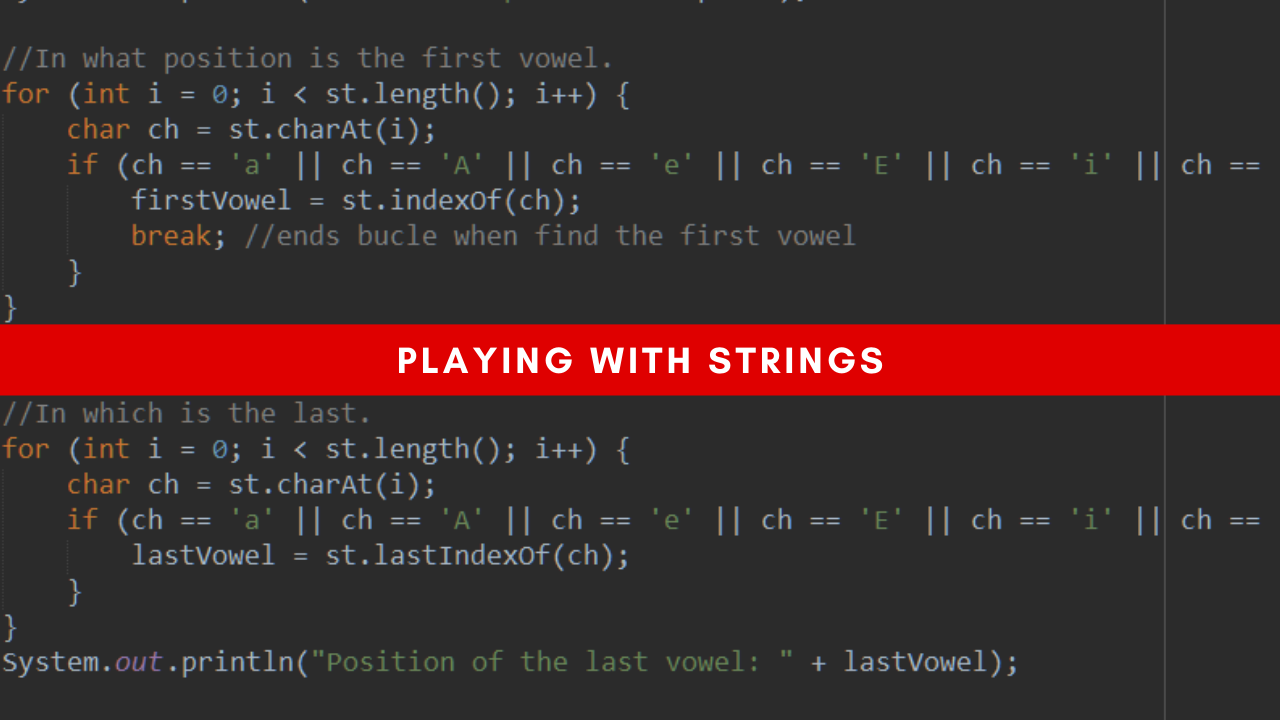 //In what position is the first vowel.
for (int i = 0; i < st.length(); i++) {
    char ch = st.charAt(i);
    if (ch == 'a' || ch == 'A' || ch == 'e' || ch == 'E' || ch == 'i' || ch ==
        firstVowel = st.indexOf(ch);
        break; //ends bucle when find the first vowel
    }
}
PLAYING WITH STRINGS
//In which is the last.
for (int i = 0; i < st.length(); i++) {
    char ch = st.charAt(i);
    if (ch == 'a' || ch == 'A' || ch == 'e' || ch == 'E' || ch == 'i' || ch ==
        lastVowel = st.lastIndexOf(ch);
    }
}
System.out.println("Position of the last vowel: " + lastVowel);